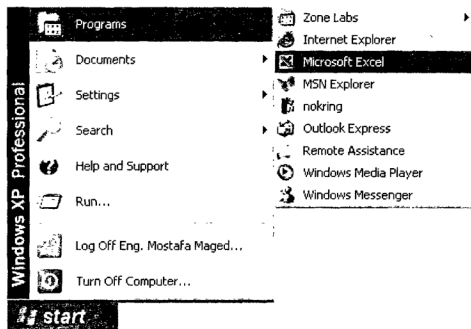 Programs
Documents
Settings
Search
Help and Support
Run...
Log Off Eng. Mostafa Maged...
Turn Off Computer...
Windows XP Professional
start
Zone Labs
Internet Explorer
Microsoft Excel
MSN Explorer
nokring
Outlook Express
Remote Assistance
Windows Media Player
Windows Messenger